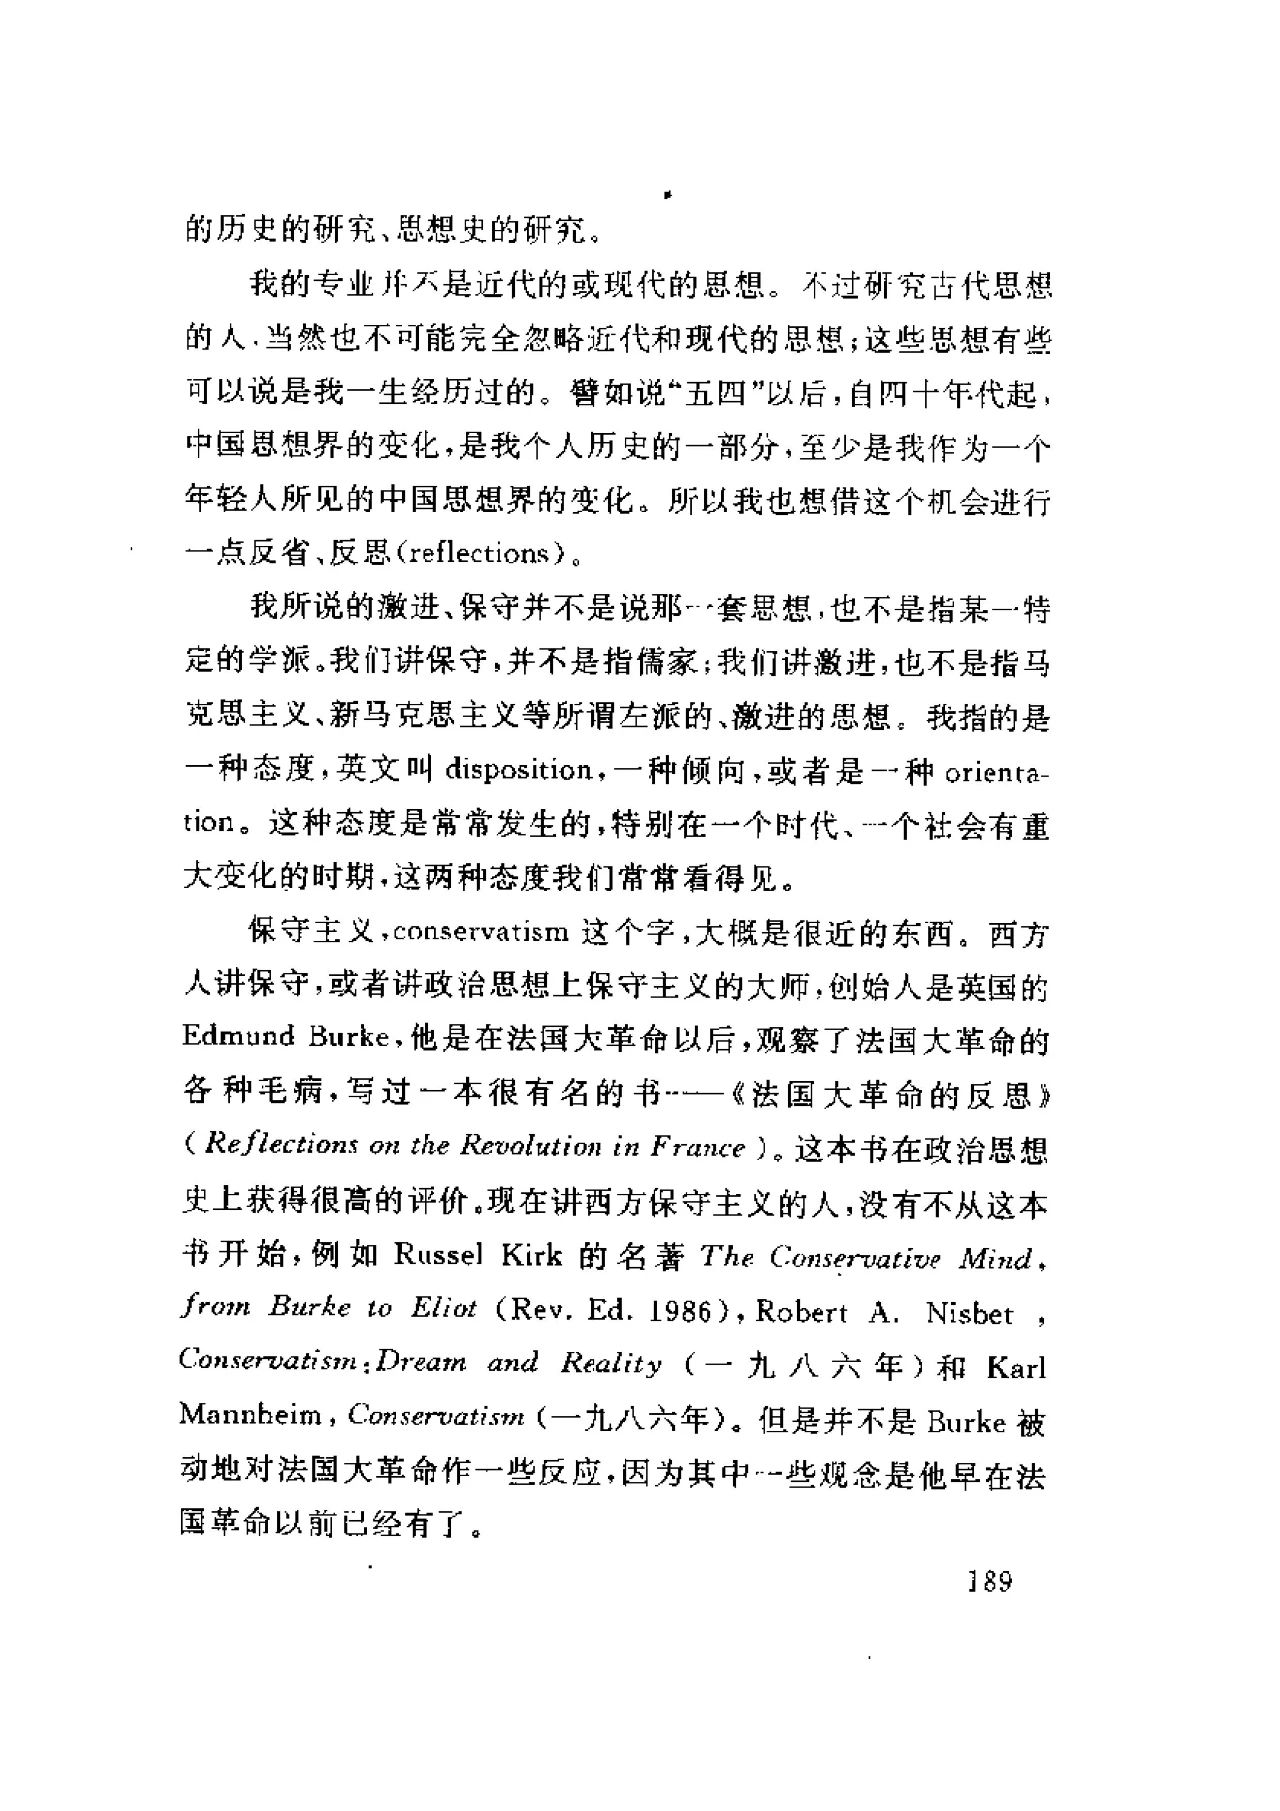 的历史的研究、思想史的研究。
我的专业并不是近代的或现代的思想。不过研究古代思想
的人，当然也不可能完全忽略近代和现代的思想；这些思想有些
可以说是我一生经历过的。譬如说“五四”以后，自四十年代起，
中国思想界的变化，是我个人历史的一部分，至少是我作为一个
年轻人所见的中国思想界的变化。所以我也想借这个机会进行
一点反省、反思（reflections）。
我所说的激进、保守并不是说那一套思想，也不是指某一特
定的学派。我们讲保守，并不是指儒家；我们讲激进，也不是指马
克思主义、新马克思主义等所谓左派的、激进的思想。我指的是
一种态度，英文叫 disposition，一种倾向，或者是一种 orienta-
tion。这种态度是常常发生的，特别在一个时代、一个社会有重
大变化的时期，这两种态度我们常常看得见。
保守主义，conservatism 这个字，大概是很近的东西。西方
人讲保守，或者讲政治思想上保守主义的大师，创始人是英国的
Edmund Burke，他是在法国大革命以后，观察了法国大革命的
各种毛病，写过一本很有名的书——《法国大革命的反思》
（Reflections on the Revolution in France）。这本书在政治思想
史上获得很高的评价。现在讲西方保守主义的人，没有不从这本
书开始，例如 Russel Kirk 的名著 The Conservative Mind，
from Burke to Eliot (Rev. Ed. 1986)，Robert A. Nisbet，
Conservatism：Dream and Reality（一九八六年）和 Karl
Mannheim，Conservatism（一九八六年）。但是并不是 Burke 被
动地对法国大革命作一些反应，因为其中一些观念是他早在法
国革命以前已经有了。
189